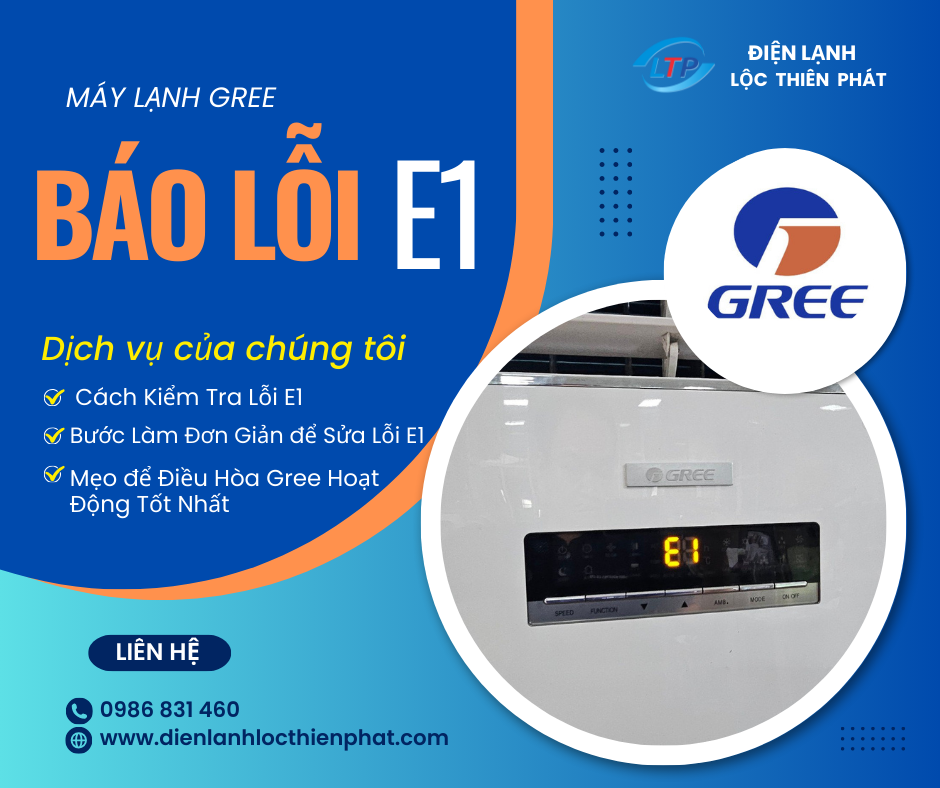 LTP
ĐIỆN LẠNH
LỘC THIÊN PHÁT
MÁY LẠNH GREE
BÁO LỖI E1
GREE
Dịch vụ của chúng tôi
Cách Kiểm Tra Lỗi E1
Bước Làm Đơn Giản để Sửa Lỗi E1
Mẹo để Điều Hòa Gree Hoạt
Động Tốt Nhất
GREE
E1
SPEED FUNCTION ▼ ▲ AMB. MODE ON OFF
LIÊN HỆ
0986 831 460
www.dienlanhlocthienphat.com